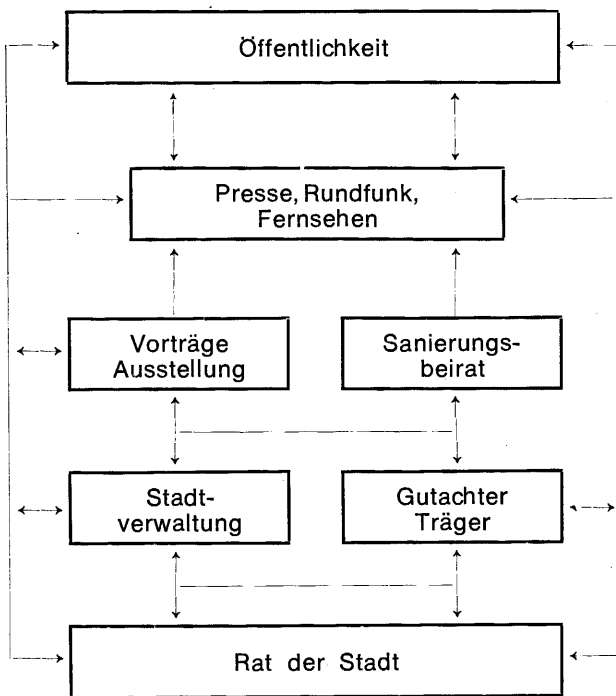 Öffentlichkeit
Presse, Rundfunk,
Fernsehen
Vorträge
Ausstellung
Sanierungs-
beirat
Stadt-
verwaltung
Gutachter
Träger
Rat der Stadt